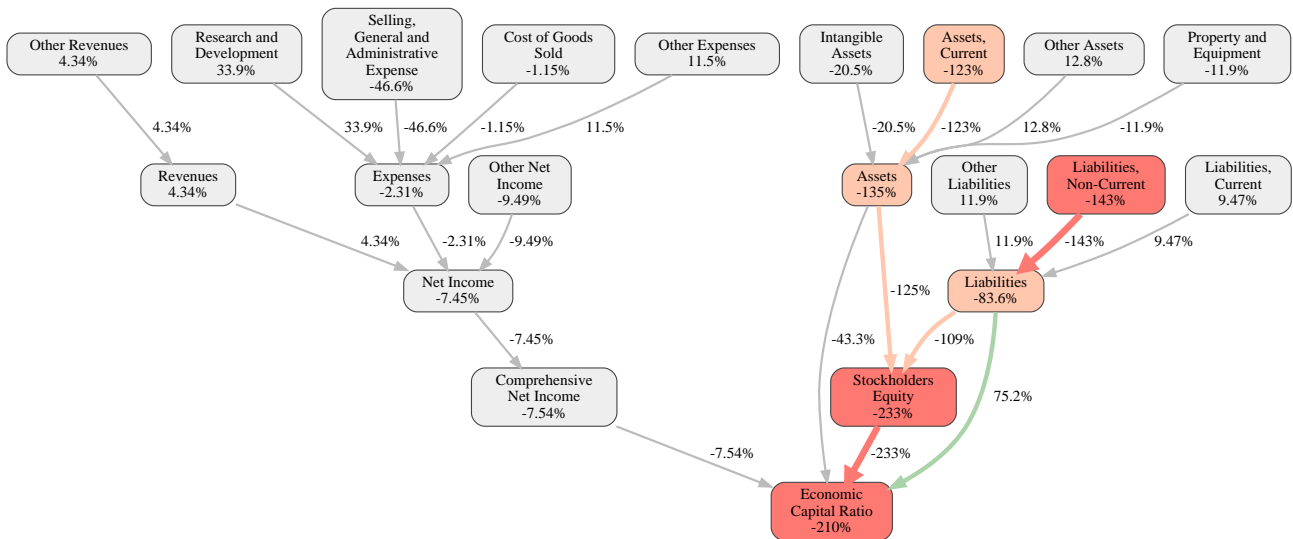 Other Revenues
4.34%
Research and
Development
33.9%
Selling,
General and
Administrative
Expense
-46.6%
Cost of Goods
Sold
-1.15%
Other Expenses
11.5%
Intangible
Assets
-20.5%
Assets,
Current
-123%
Other Assets
12.8%
Property and
Equipment
-11.9%
4.34%
33.9%
-46.6%
-1.15%
11.5%
-20.5%
-123%
12.8%
-11.9%
Revenues
4.34%
Expenses
-2.31%
Other Net
Income
-9.49%
Assets
-135%
Other
Liabilities
11.9%
Liabilities,
Non-Current
-143%
Liabilities,
Current
9.47%
4.34%
-2.31%
-9.49%
11.9%
-143%
9.47%
Net Income
-7.45%
Liabilities
-83.6%
-125%
-7.45%
-43.3%
-109%
Comprehensive
Net Income
-7.54%
Stockholders
Equity
-233%
75.2%
-7.54%
-233%
Economic
Capital Ratio
-210%